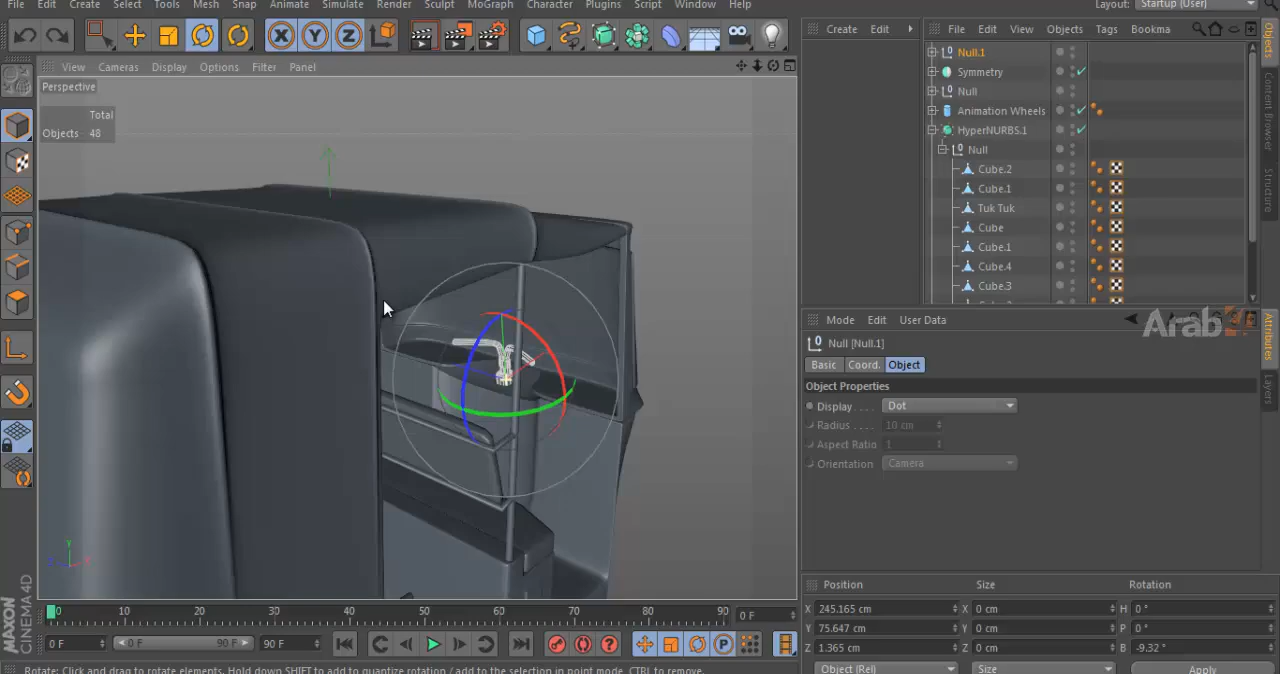 File Edit Create Select Tools Mesh Snap Animate Simulate Render Sculpt MoGraph Character Plugins Script Window Help Layout: Startup (User)
X Y Z
Create Edit File Edit View Objects Tags Bookma
View Cameras Display Options Filter Panel
Perspective
Total
Objects 48
Null.1
Symmetry
Null
Animation Wheels
HyperNURBS.1
Null
Cube.2
Cube.1
Tuk Tuk
Cube
Cube.1
Cube.4
Cube.3
Objects
Content Browser
Structure
Attributes
Layers
Mode Edit User Data
Arab
Null [Null.1]
Basic Coord. Object
Object Properties
Display Dot
Radius 10 cm
Aspect Ratio 1
Orientation Camera
Position Size Rotation
X 245.165 cm X 0 cm H 0 °
Y 75.647 cm Y 0 cm P 0 °
Z 1.365 cm Z 0 cm B -9.32 °
Object (Rel) Size Apply
0 10 20 30 40 50 60 70 80 90 0 F
0 F 0 F 90 F 90 F
MAXON
CINEMA 4D
Rotate: Click and drag to rotate elements. Hold down SHIFT to add to quantize rotation / add to the selection in point mode, CTRL to remove.